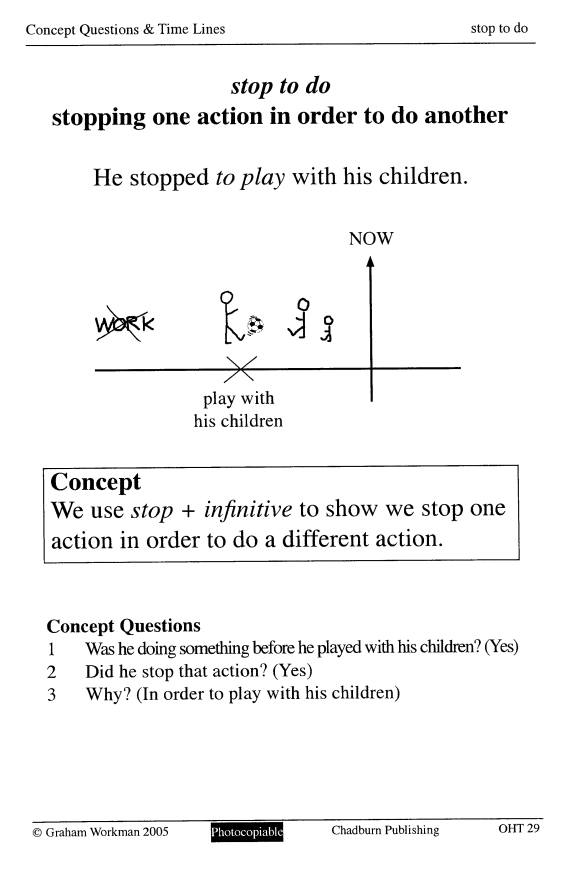 Concept Questions & Time Lines stop to do
stop to do
stopping one action in order to do another
He stopped to play with his children.
NOW
WORK
play with
his children
Concept
We use stop + infinitive to show we stop one
action in order to do a different action.
Concept Questions
1 Was he doing something before he played with his children? (Yes)
2 Did he stop that action? (Yes)
3 Why? (In order to play with his children)
© Graham Workman 2005 Photocopiable Chadburn Publishing OHT 29